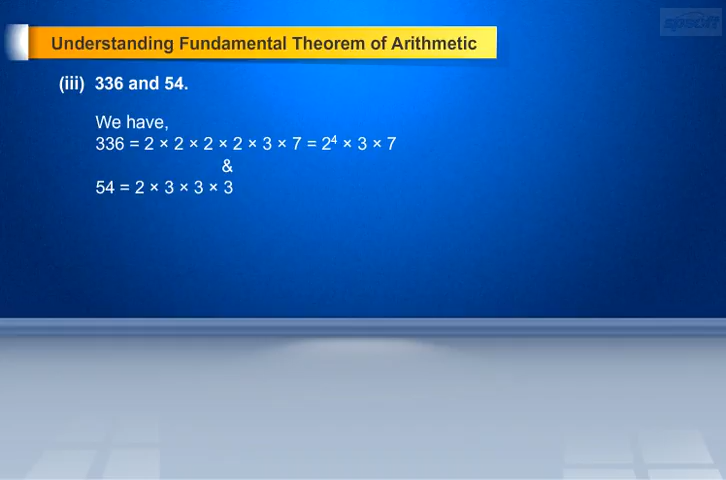 spsoft
Understanding Fundamental Theorem of Arithmetic
(iii) 336 and 54.
We have,
336 = 2 × 2 × 2 × 2 × 3 × 7 = 2⁴ × 3 × 7
&
54 = 2 × 3 × 3 × 3